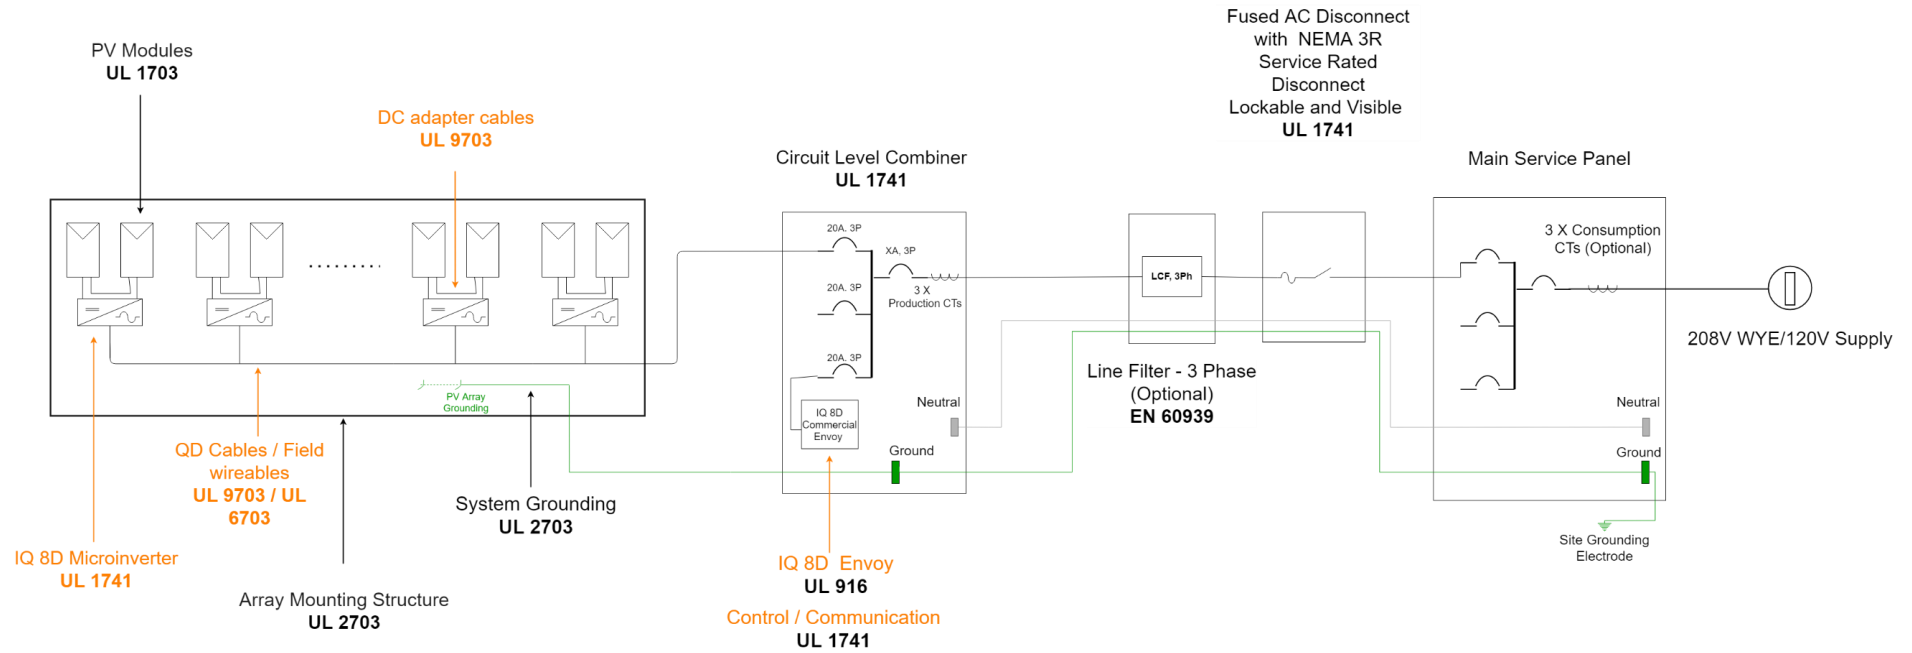 PV Modules
UL 1703
DC adapter cables
UL 9703
Circuit Level Combiner
UL 1741
Fused AC Disconnect
with NEMA 3R
Service Rated
Disconnect
Lockable and Visible
UL 1741
Main Service Panel
20A. 3P
XA, 3P
3 X
Production CTs
20A. 3P
20A. 3P
IQ 8D
Commercial
Envoy
Neutral
Ground
LCF, 3Ph
Line Filter - 3 Phase
(Optional)
EN 60939
3 X Consumption
CTs (Optional)
208V WYE/120V Supply
Neutral
Ground
Site Grounding
Electrode
PV Array
Grounding
QD Cables / Field
wireables
UL 9703 / UL
6703
System Grounding
UL 2703
IQ 8D Microinverter
UL 1741
Array Mounting Structure
UL 2703
IQ 8D Envoy
UL 916
Control / Communication
UL 1741